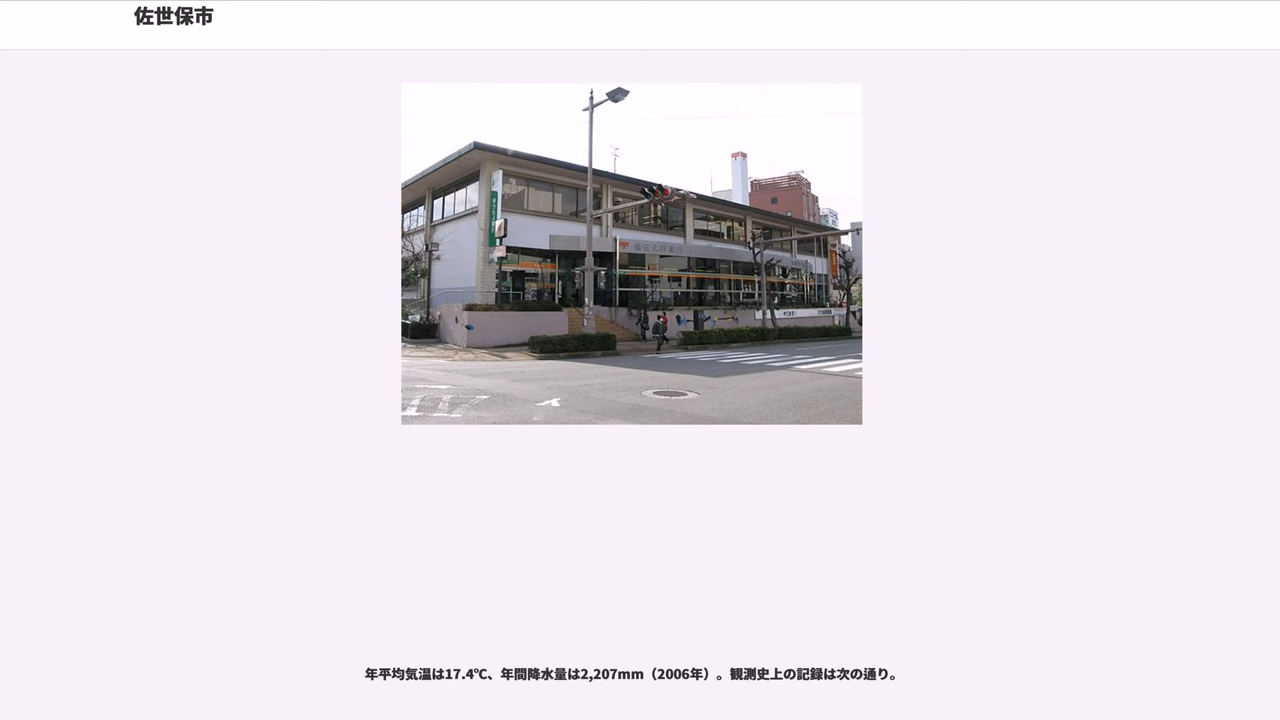 佐世保市
年平均気温は17.4℃、年間降水量は2,207mm（2006年）。観測史上の記録は次の通り。